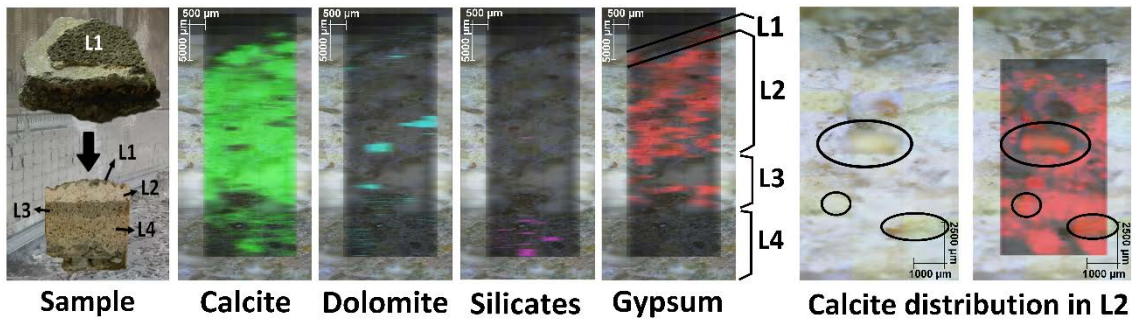 L1
L1
L2
L3
L4
500 µm
5000 µm
500 µm
5000 µm
500 µm
5000 µm
500 µm
5000 µm
L1
L2
L3
L4
2500 µm
1000 µm
2500 µm
1000 µm
Sample
Calcite
Dolomite
Silicates
Gypsum
Calcite distribution in L2